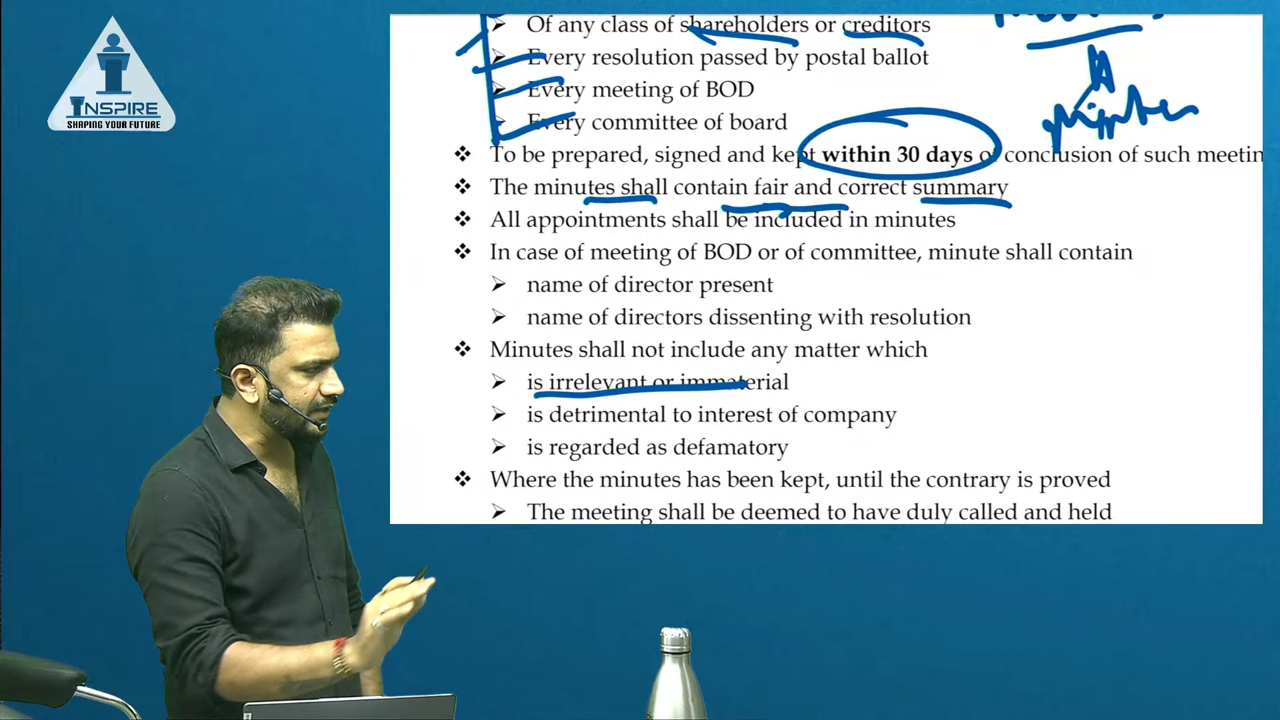 INSPIRE
SHAPING YOUR FUTURE
➤ Of any class of shareholders or creditors
➤ Every resolution passed by postal ballot
➤ Every meeting of BOD
➤ Every committee of board
❖ To be prepared, signed and kept within 30 days of conclusion of such meetin
❖ The minutes shall contain fair and correct summary
❖ All appointments shall be included in minutes
❖ In case of meeting of BOD or of committee, minute shall contain
➤ name of director present
➤ name of directors dissenting with resolution
❖ Minutes shall not include any matter which
➤ is irrelevant or immaterial
➤ is detrimental to interest of company
➤ is regarded as defamatory
❖ Where the minutes has been kept, until the contrary is proved
➤ The meeting shall be deemed to have duly called and held